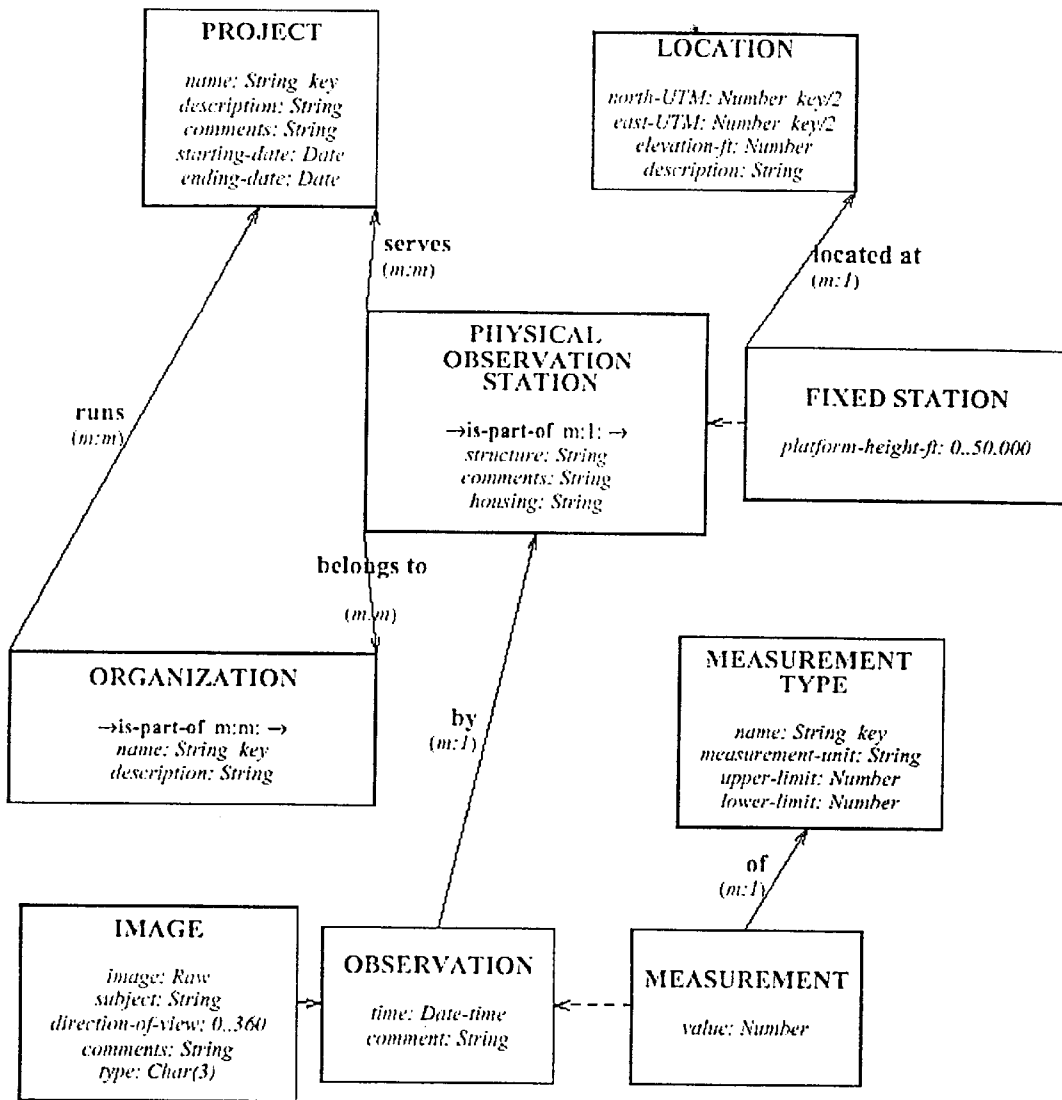 PROJECT
name: String key
description: String
comments: String
starting-date: Date
ending-date: Date
LOCATION
north-UTM: Number key/2
east-UTM: Number key/2
elevation-ft: Number
description: String
serves
(m:m)
located at
(m:1)
runs
(m:m)
PHYSICAL
OBSERVATION
STATION
→is-part-of m:1: →
structure: String
comments: String
housing: String
FIXED STATION
platform-height-ft: 0..50.000
belongs to
(m:m)
ORGANIZATION
→is-part-of m:m: →
name: String key
description: String
by
(m:1)
MEASUREMENT
TYPE
name: String key
measurement-unit: String
upper-limit: Number
lower-limit: Number
of
(m:1)
IMAGE
image: Raw
subject: String
direction-of-view: 0..360
comments: String
type: Char(3)
OBSERVATION
time: Date-time
comment: String
MEASUREMENT
value: Number